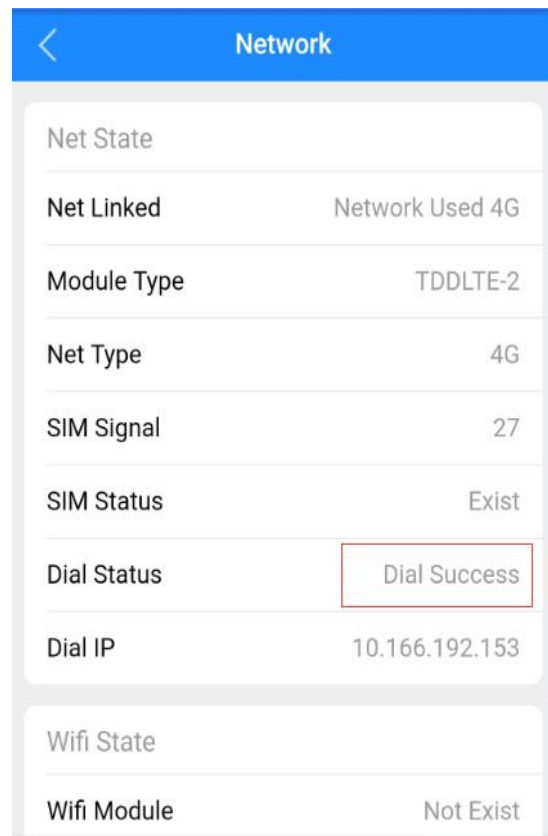 Network
Net State
Net Linked Network Used 4G
Module Type TDDLTE-2
Net Type 4G
SIM Signal 27
SIM Status Exist
Dial Status Dial Success
Dial IP 10.166.192.153
Wifi State
Wifi Module Not Exist